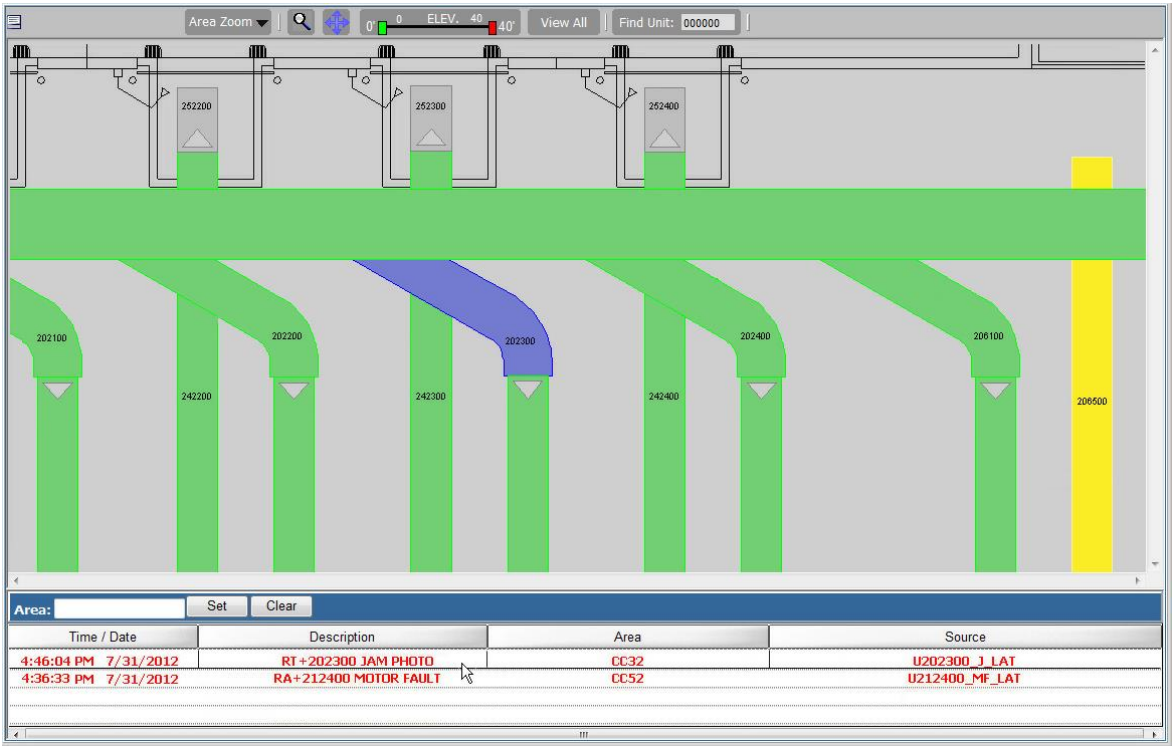 Area Zoom 0' 0 ELEV. 40 40' View All Find Unit: 000000
252200 252300 252400
202100 202200 202300 202400 206100
242200 242300 242400 206500
Area: Set Clear
Time / Date Description Area Source
4:46:04 PM 7/31/2012 RT+202300 JAM PHOTO CC32 U202300_J_LAT
4:36:33 PM 7/31/2012 RA+212400 MOTOR FAULT CC52 U212400_MF_LAT